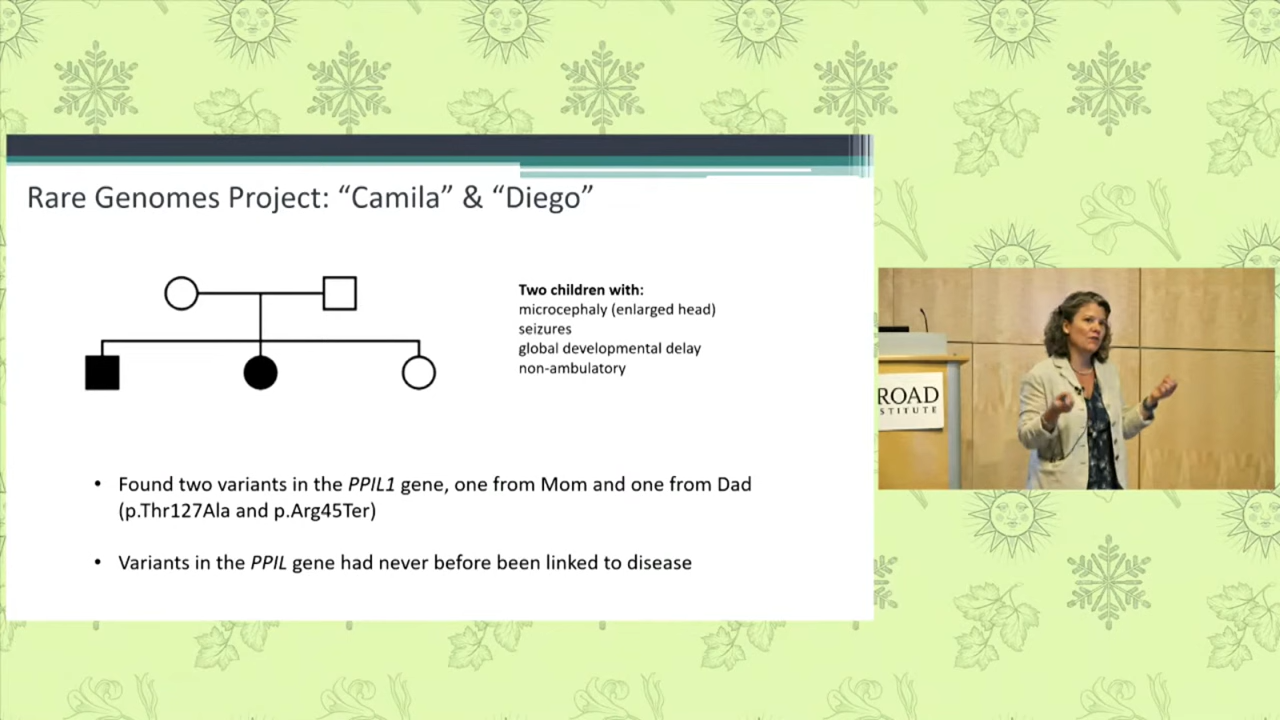 Rare Genomes Project: “Camila” & “Diego”
Two children with:
microcephaly (enlarged head)
seizures
global developmental delay
non-ambulatory
• Found two variants in the PPIL1 gene, one from Mom and one from Dad
(p.Thr127Ala and p.Arg45Ter)
• Variants in the PPIL gene had never before been linked to disease
ROAD
STITUTE